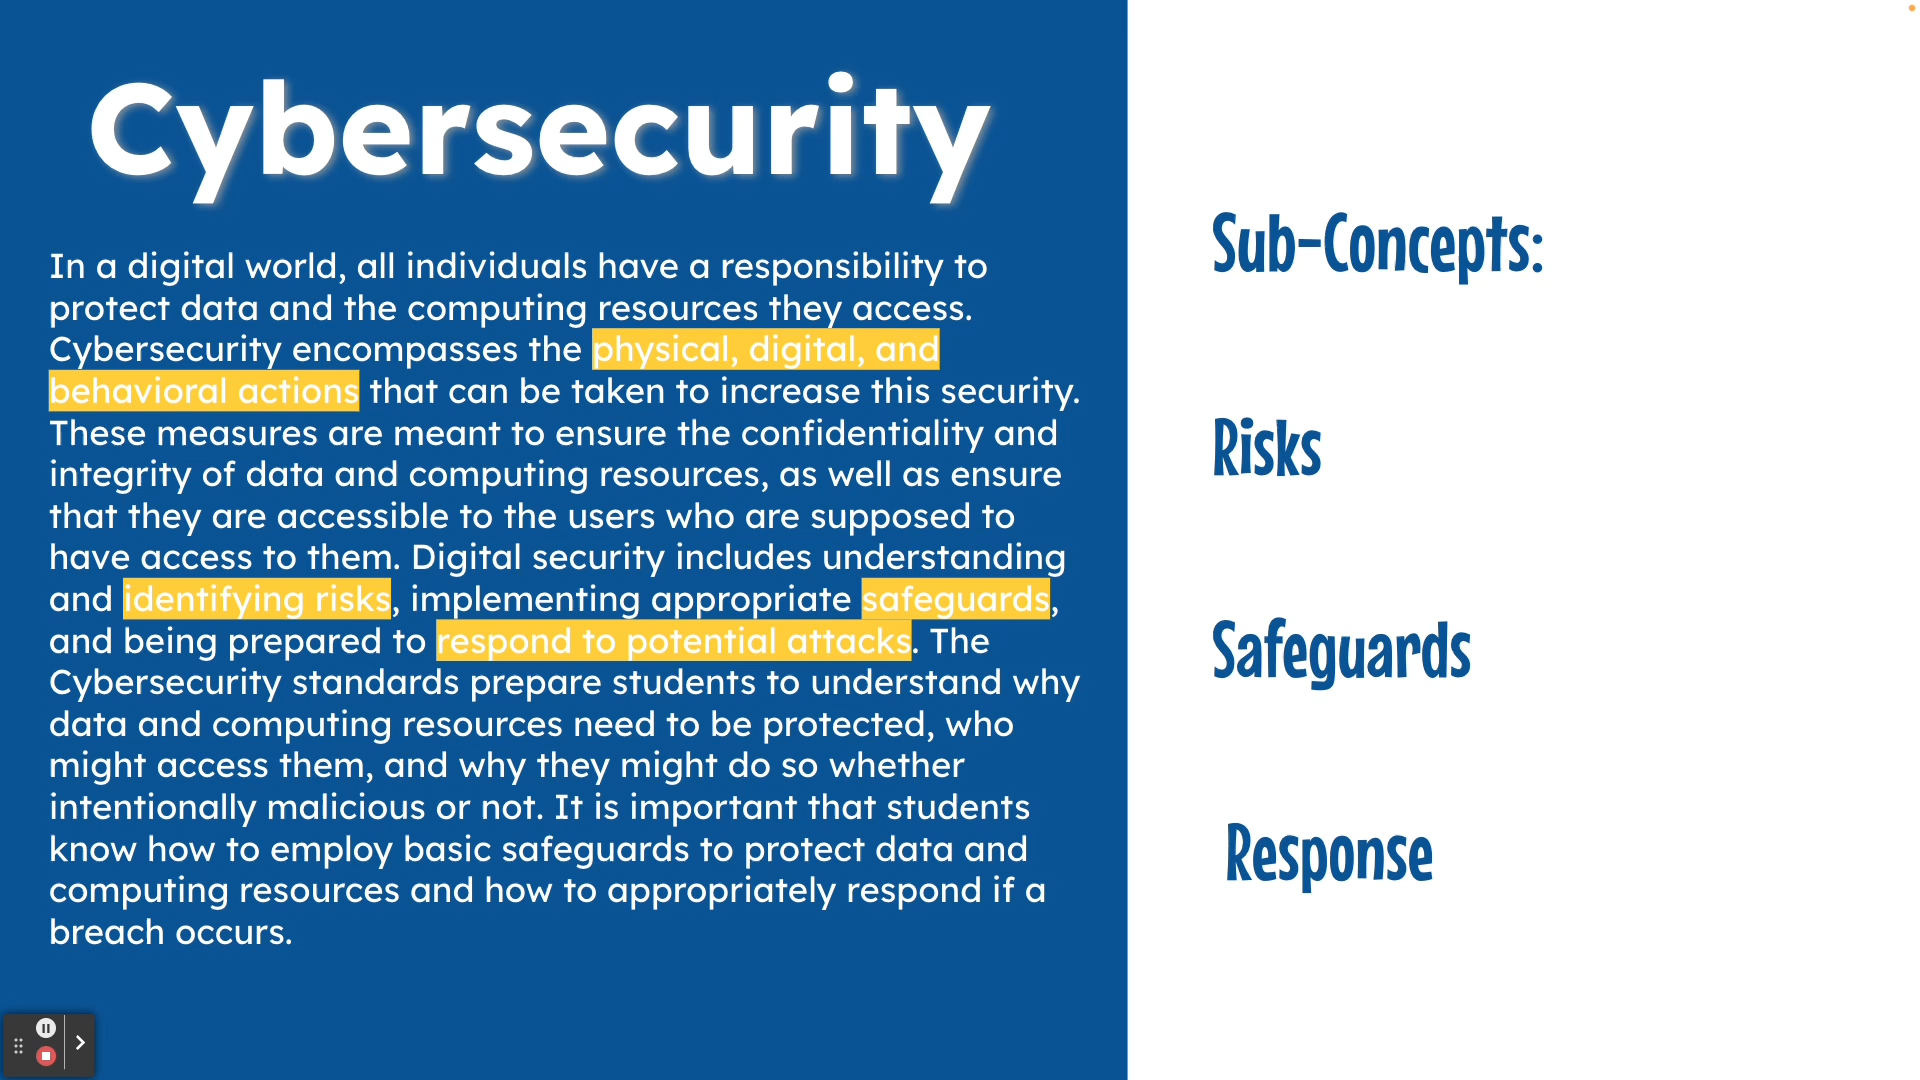 Cybersecurity
In a digital world, all individuals have a responsibility to
protect data and the computing resources they access.
Cybersecurity encompasses the physical, digital, and
behavioral actions that can be taken to increase this security.
These measures are meant to ensure the confidentiality and
integrity of data and computing resources, as well as ensure
that they are accessible to the users who are supposed to
have access to them. Digital security includes understanding
and identifying risks, implementing appropriate safeguards,
and being prepared to respond to potential attacks. The
Cybersecurity standards prepare students to understand why
data and computing resources need to be protected, who
might access them, and why they might do so whether
intentionally malicious or not. It is important that students
know how to employ basic safeguards to protect data and
computing resources and how to appropriately respond if a
breach occurs.
Sub-Concepts:
Risks
Safeguards
Response